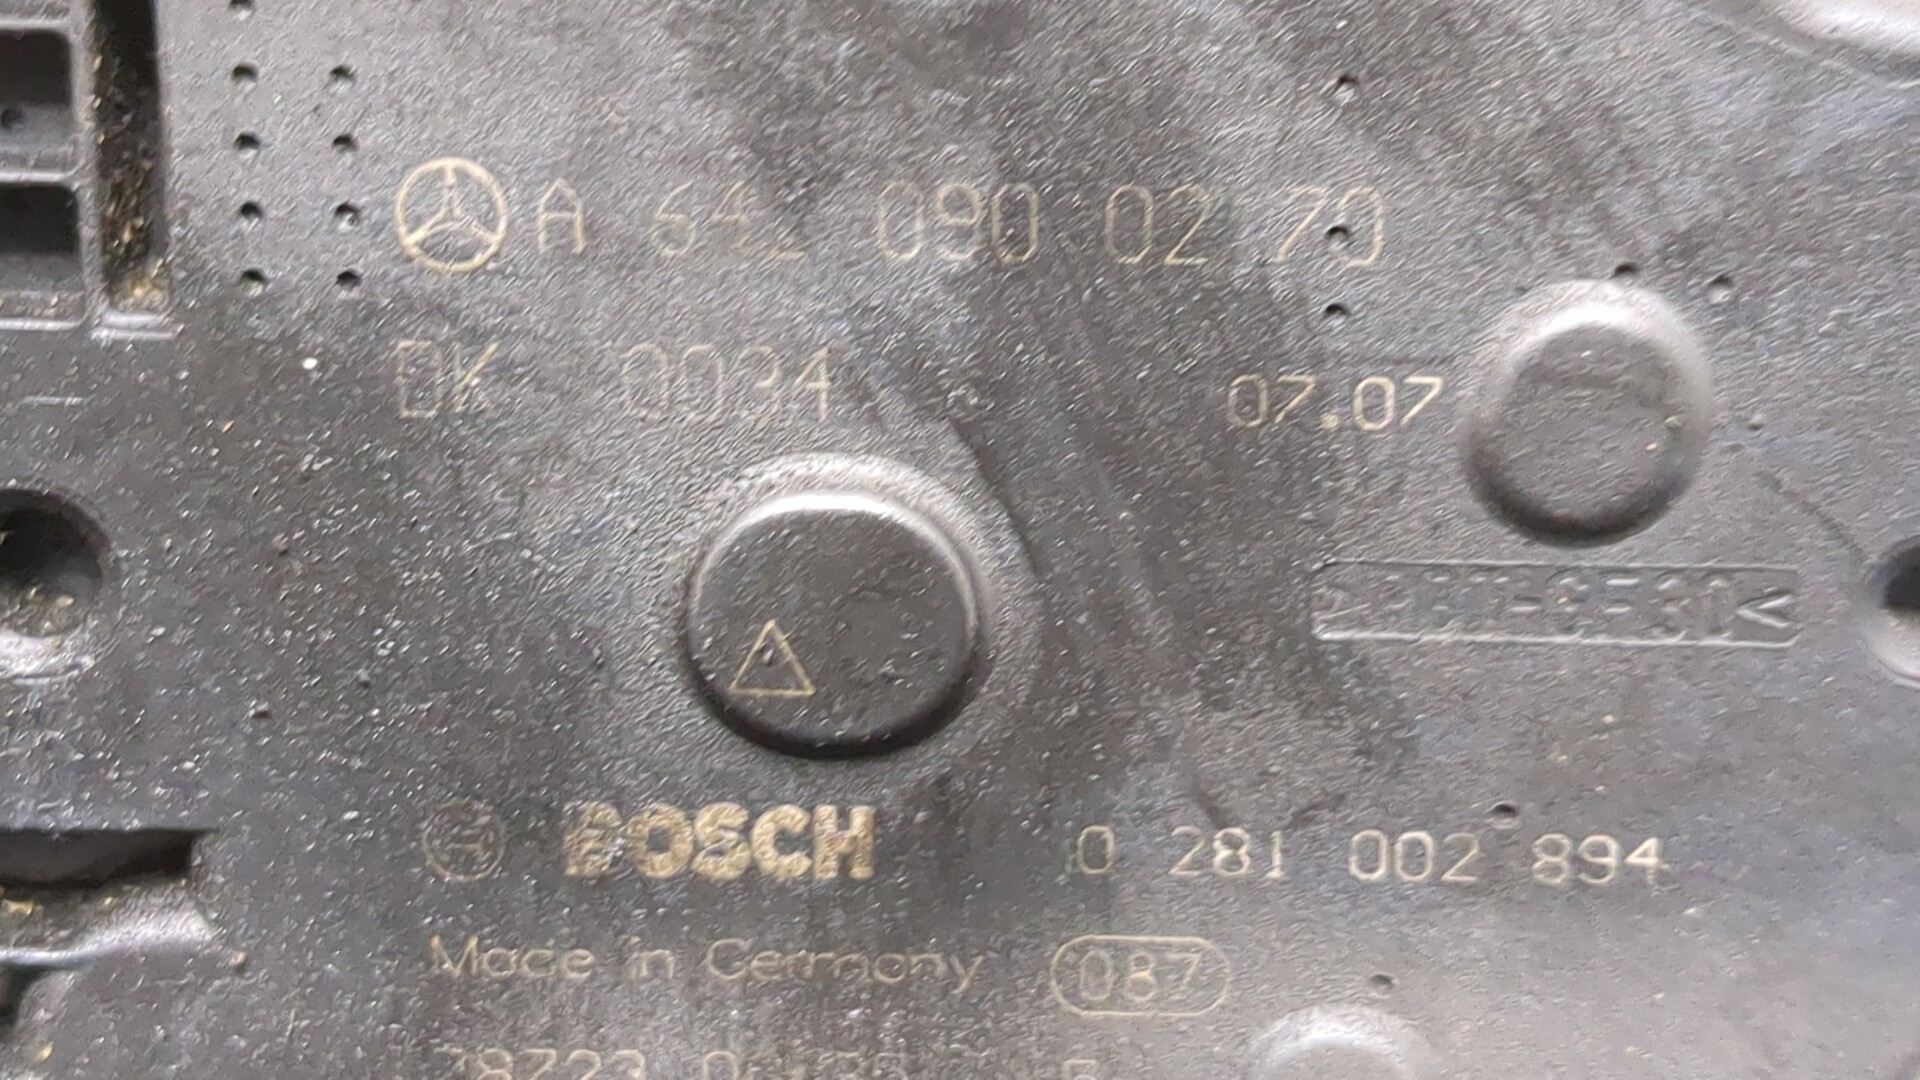 A 642 090 02 70
DK 0034
07.07
BOSCH 0 281 002 894
Made in Germany 087